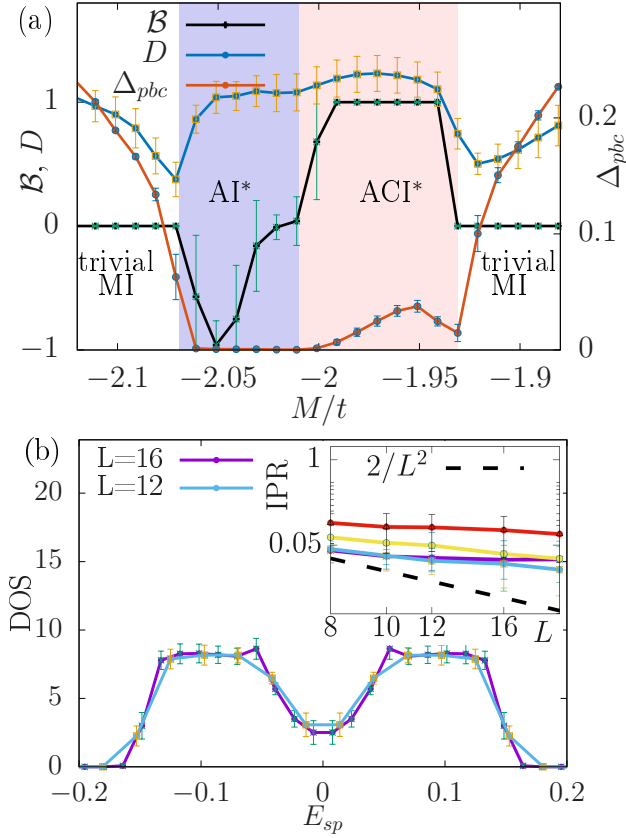 (a)
ℬ
D
Δ_pbc
ℬ, D
1
0
−1
0.2
0.1
0
Δ_pbc
AI*
ACI*
trivial
MI
trivial
MI
−2.1 −2.05 −2 −1.95 −1.9
M/t
(b)
L=16
L=12
DOS
20
15
10
5
0
−0.2 −0.1 0 0.1 0.2
E_sp
IPR
1
0.05
2/L²
8 10 12 16 L